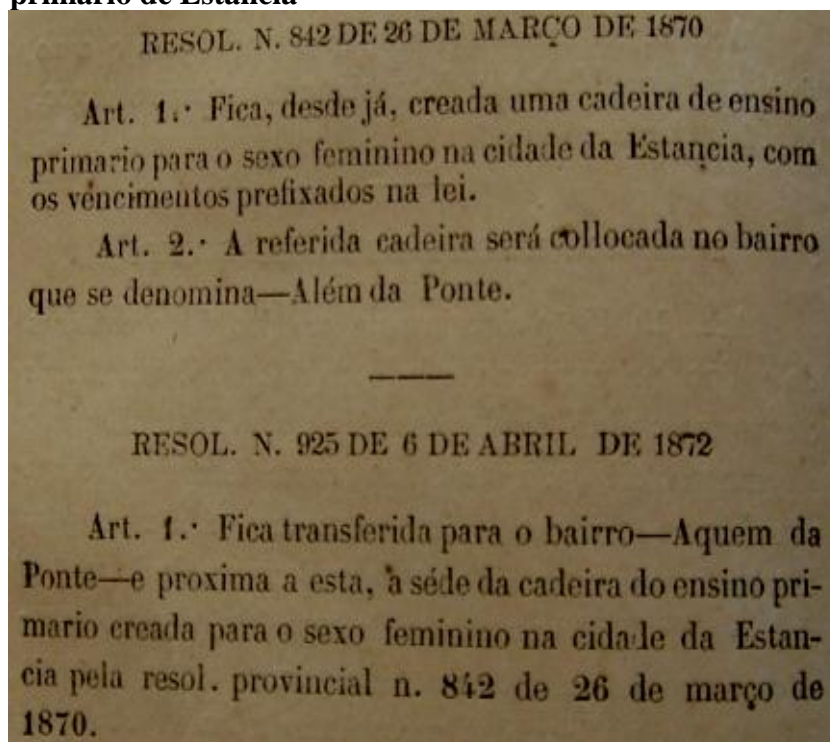 primário de Estância
RESOL. N. 842 DE 26 DE MARÇO DE 1870
Art. 1.· Fica, desde já, creada uma cadeira de ensino
primario para o sexo feminino na cidade da Estancia, com
os vencimentos prefixados na lei.
Art. 2.· A referida cadeira será collocada no bairro
que se denomina—Além da Ponte.
RESOL. N. 925 DE 6 DE ABRIL DE 1872
Art. 1.· Fica transferida para o bairro—Aquem da
Ponte—e proxima a esta, a séde da cadeira do ensino pri-
mario creada para o sexo feminino na cidade da Estan-
cia pela resol. provincial n. 842 de 26 de março de
1870.